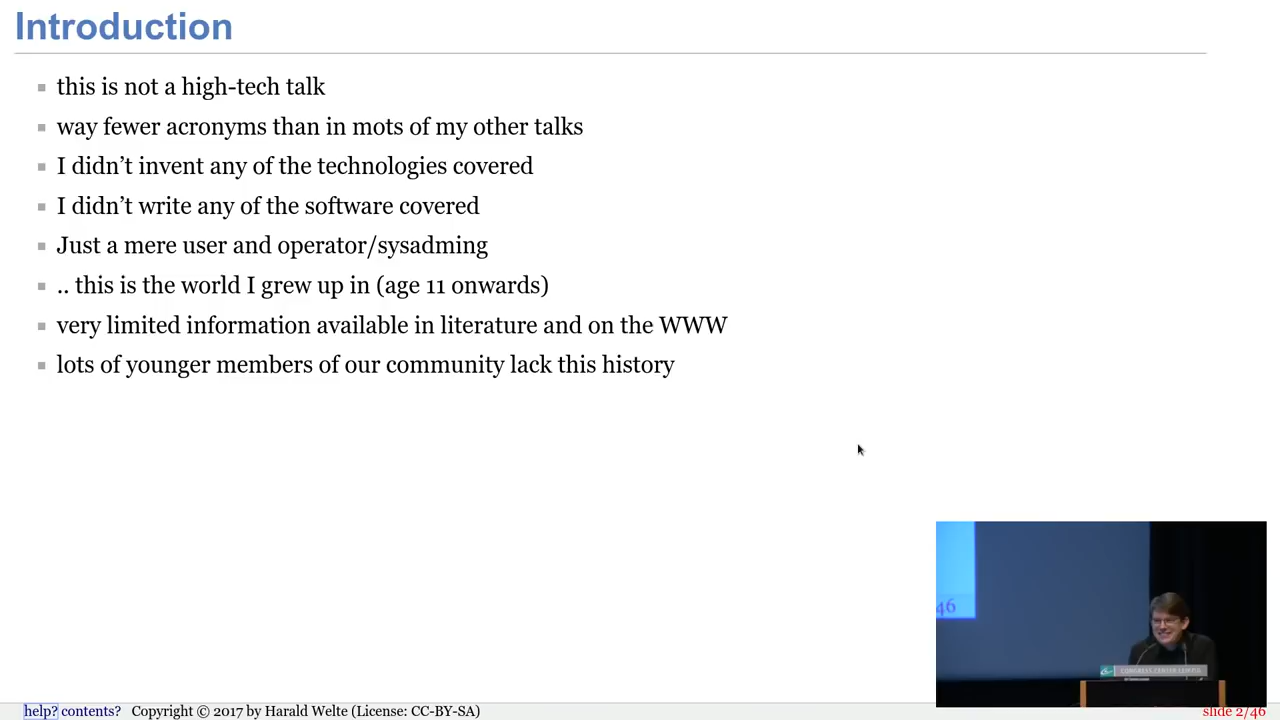 Introduction
this is not a high-tech talk
way fewer acronyms than in mots of my other talks
I didn't invent any of the technologies covered
I didn't write any of the software covered
Just a mere user and operator/sysadming
.. this is the world I grew up in (age 11 onwards)
very limited information available in literature and on the WWW
lots of younger members of our community lack this history
46
CONGRESS CENTER LEIPZIG
help? contents? Copyright © 2017 by Harald Welte (License: CC-BY-SA)
slide 2/46